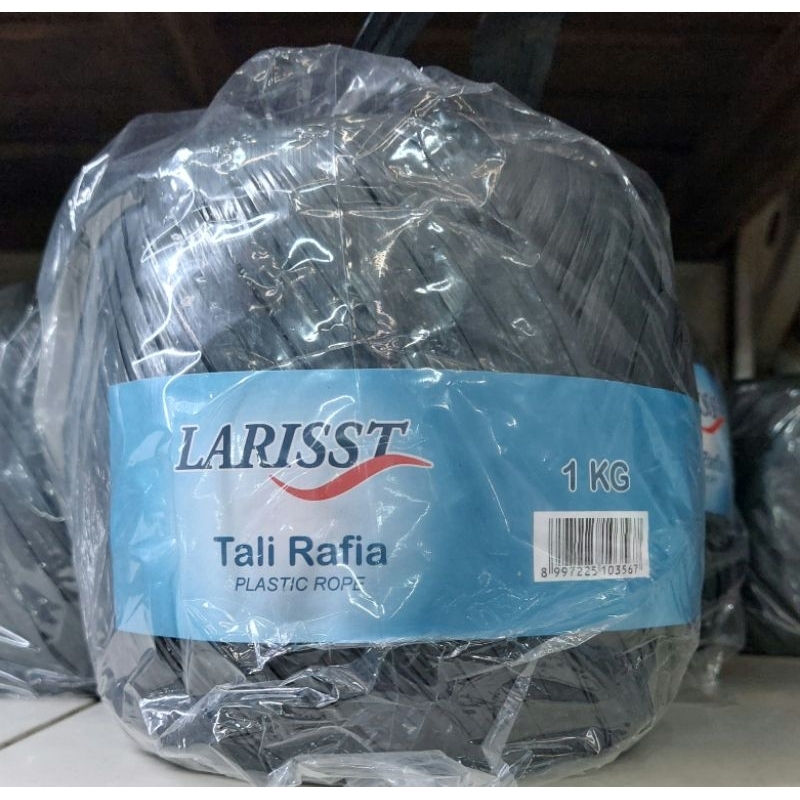 LARISST
1 KG
Tali Rafia
PLASTIC ROPE
8 997225 103567